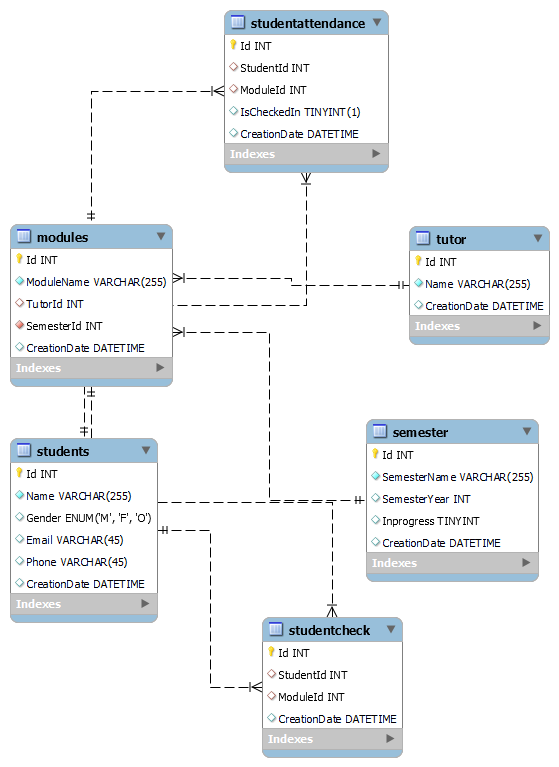 studentattendance
Id INT
StudentId INT
ModuleId INT
IsCheckedIn TINYINT(1)
CreationDate DATETIME
Indexes
modules
Id INT
ModuleName VARCHAR(255)
TutorId INT
SemesterId INT
CreationDate DATETIME
Indexes
tutor
Id INT
Name VARCHAR(255)
CreationDate DATETIME
Indexes
students
Id INT
Name VARCHAR(255)
Gender ENUM('M', 'F', 'O')
Email VARCHAR(45)
Phone VARCHAR(45)
CreationDate DATETIME
Indexes
semester
Id INT
SemesterName VARCHAR(255)
SemesterYear INT
Inprogress TINYINT
CreationDate DATETIME
Indexes
studentcheck
Id INT
StudentId INT
ModuleId INT
CreationDate DATETIME
Indexes